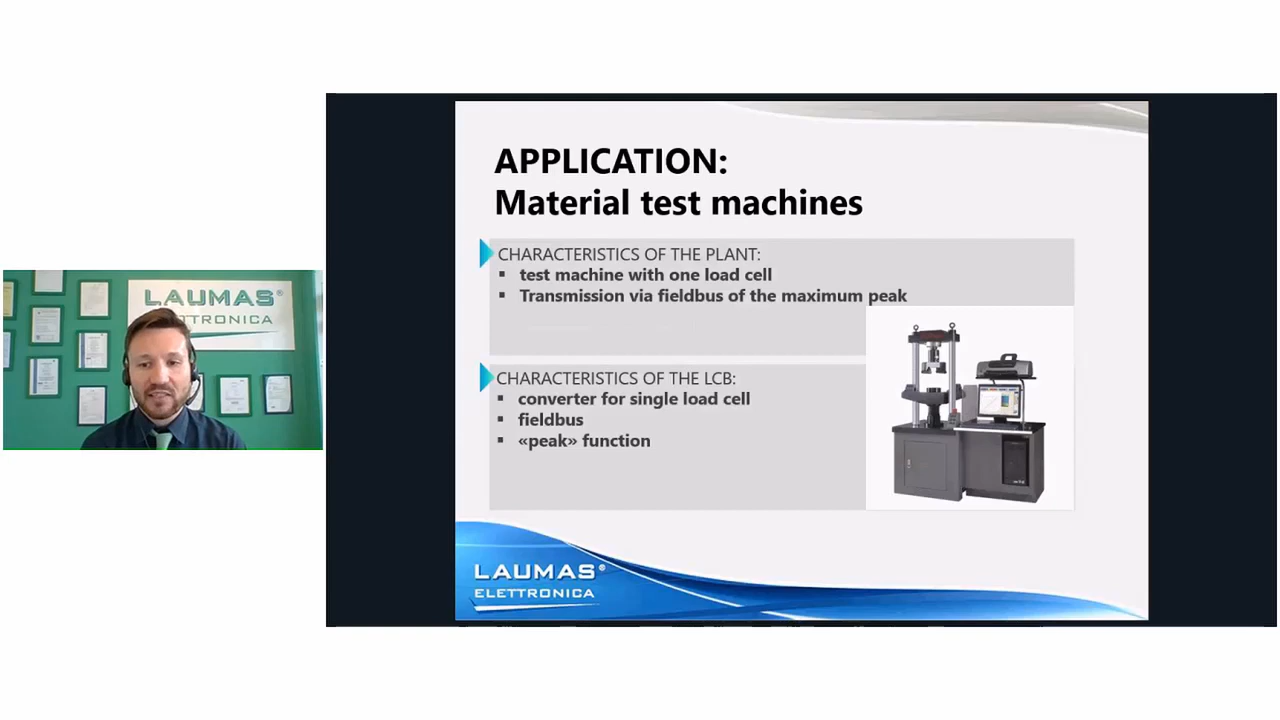 LAUMAS®
ELETTRONICA
APPLICATION:
Material test machines
CHARACTERISTICS OF THE PLANT:
▪ test machine with one load cell
▪ Transmission via fieldbus of the maximum peak
CHARACTERISTICS OF THE LCB:
▪ converter for single load cell
▪ fieldbus
▪ «peak» function
LAUMAS®
ELETTRONICA